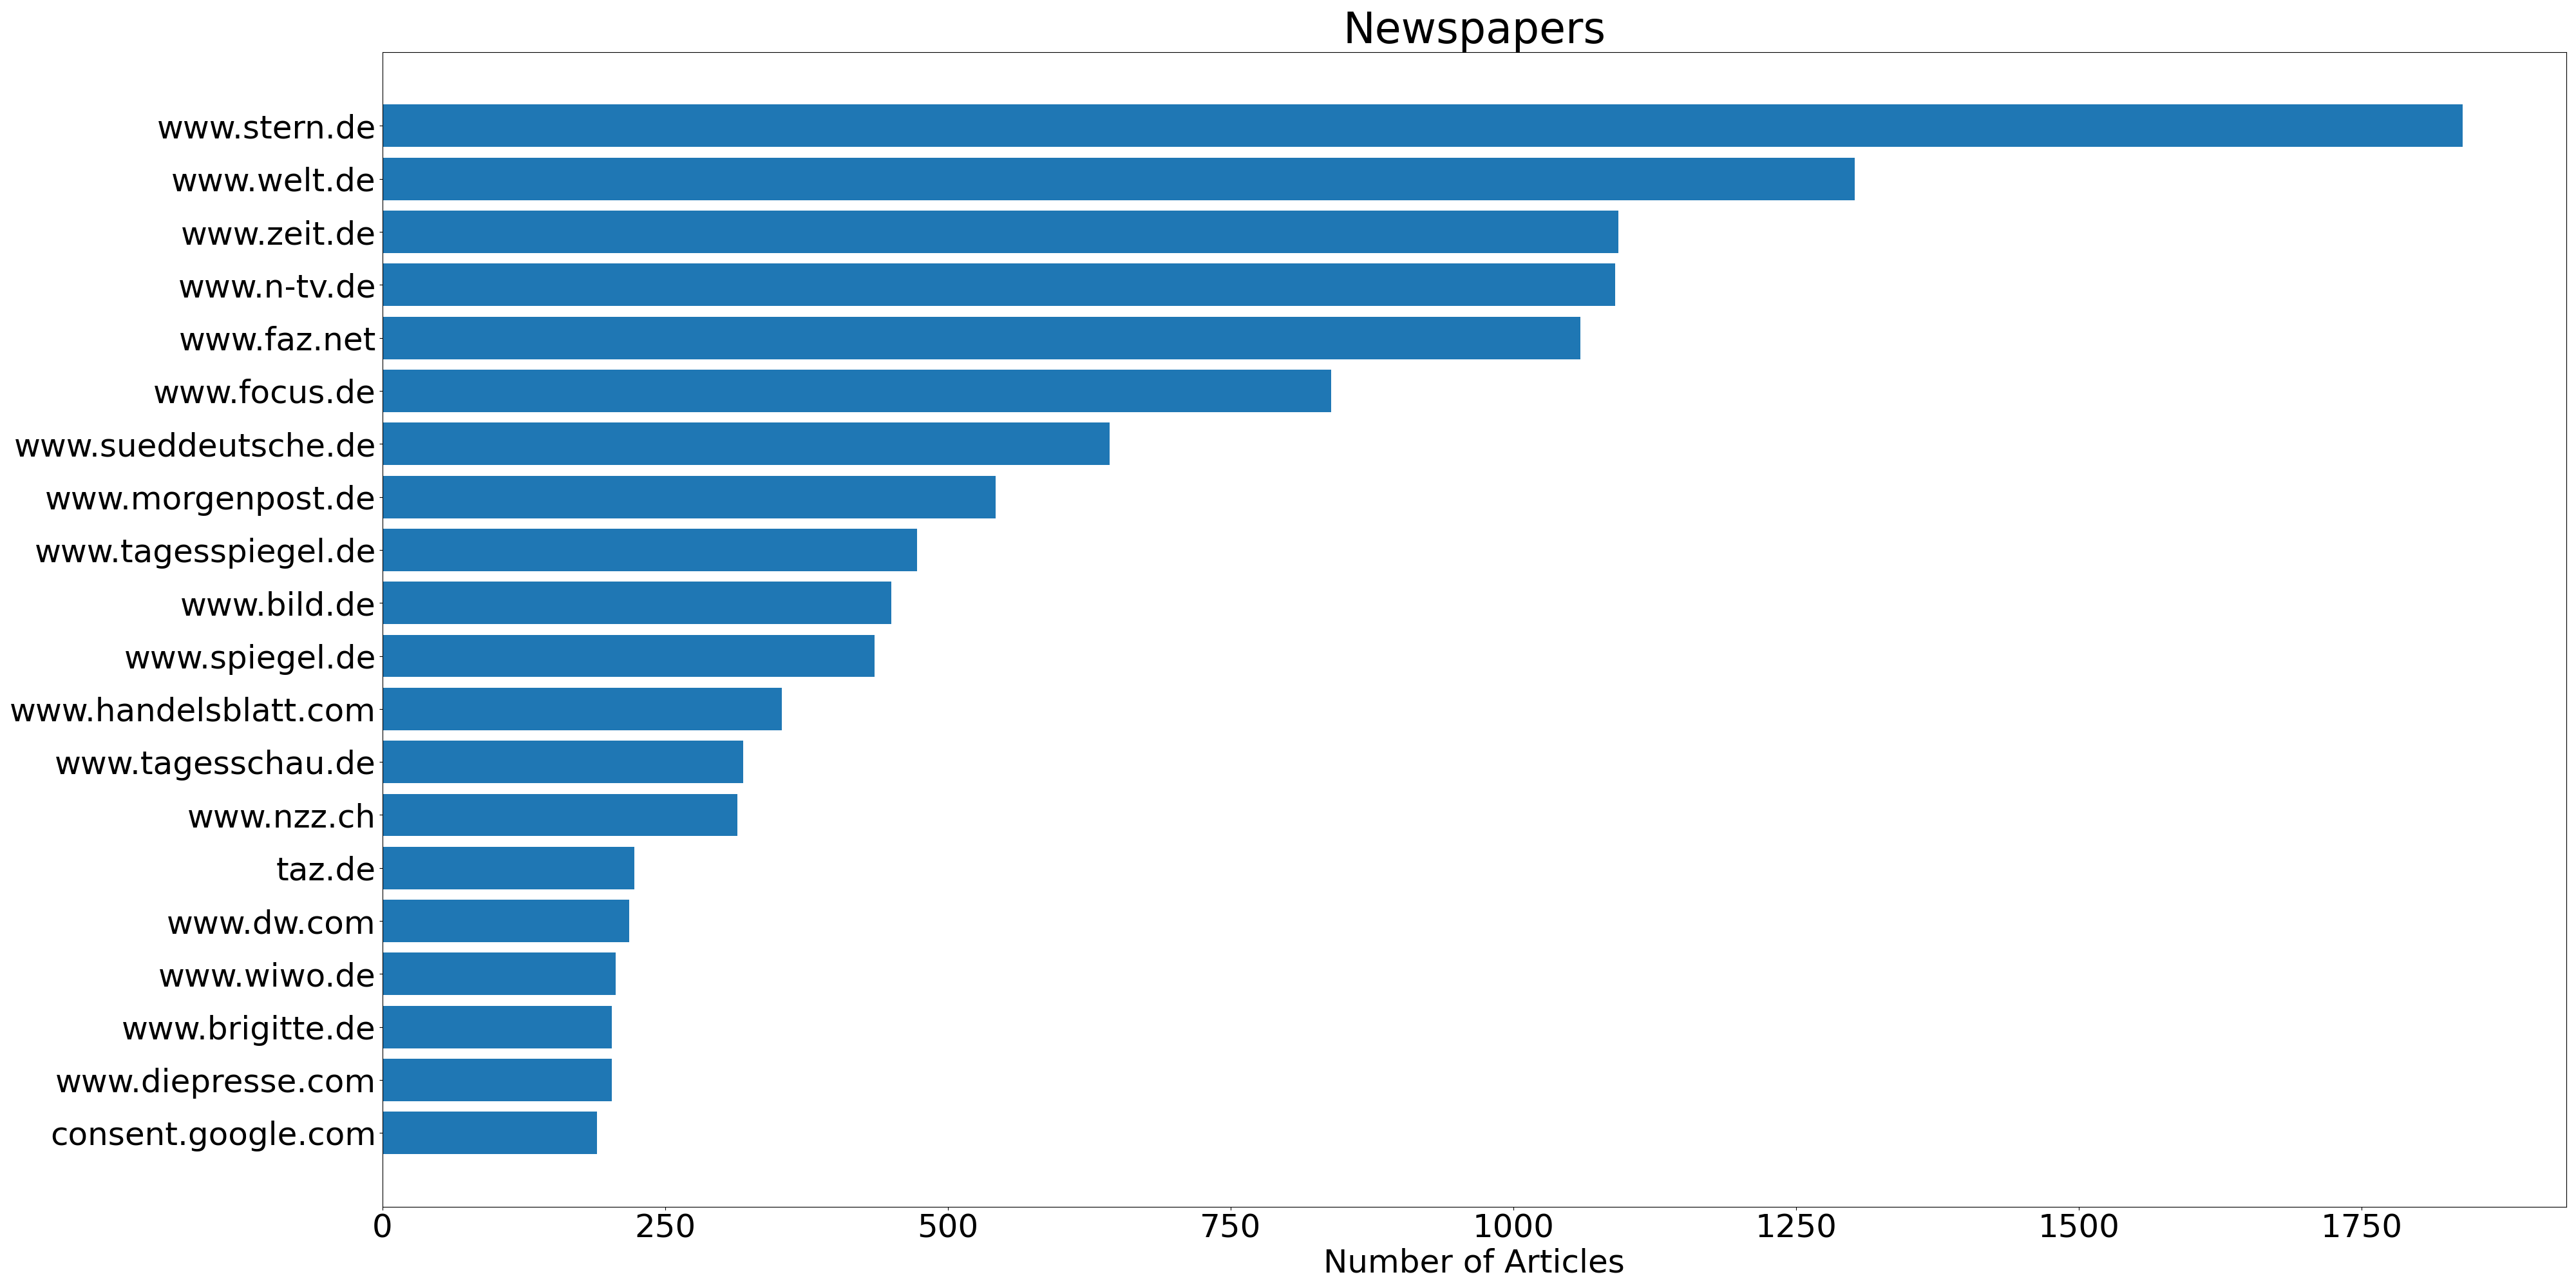 Newspapers
www.stern.de
www.welt.de
www.zeit.de
www.n-tv.de
www.faz.net
www.focus.de
www.sueddeutsche.de
www.morgenpost.de
www.tagesspiegel.de
www.bild.de
www.spiegel.de
www.handelsblatt.com
www.tagesschau.de
www.nzz.ch
taz.de
www.dw.com
www.wiwo.de
www.brigitte.de
www.diepresse.com
consent.google.com
0 250 500 750 1000 1250 1500 1750
Number of Articles